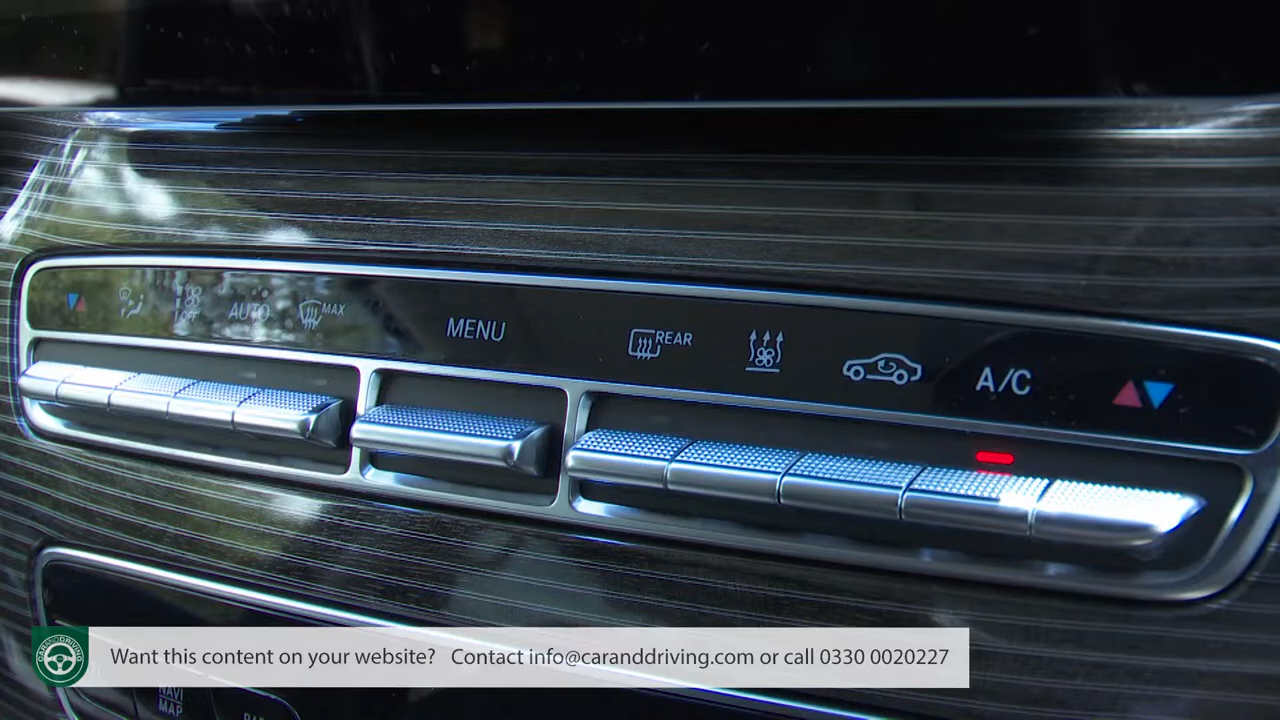 OFF
AUTO
MAX
MENU
REAR
A/C
CARANDDRIVING
Want this content on your website? Contact info@caranddriving.com or call 0330 0020227
NAVI
MAP